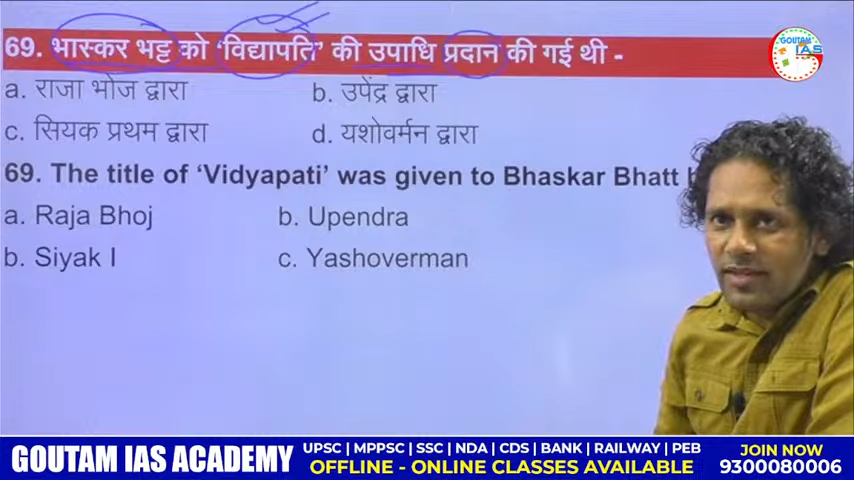 69. भास्कर भट्ट को 'विद्यापति' की उपाधि प्रदान की गई थी -
GOUTAM
IAS
a. राजा भोज द्वारा b. उपेंद्र द्वारा
c. सियक प्रथम द्वारा d. यशोवर्मन द्वारा
69. The title of 'Vidyapati' was given to Bhaskar Bhatt
a. Raja Bhoj b. Upendra
b. Siyak I c. Yashoverman
GOUTAM IAS ACADEMY
UPSC | MPPSC | SSC | NDA | CDS | BANK | RAILWAY | PEB
OFFLINE - ONLINE CLASSES AVAILABLE
JOIN NOW
9300080006